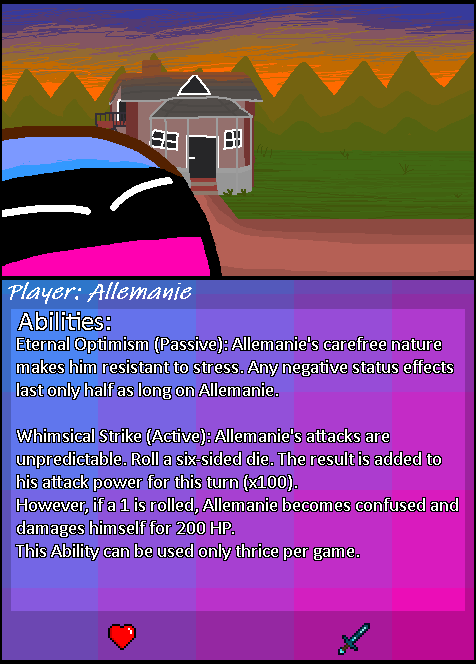 Player: Allemanie
Abilities:
Eternal Optimism (Passive): Allemanie's carefree nature
makes him resistant to stress. Any negative status effects
last only half as long on Allemanie.
Whimsical Strike (Active): Allemanie's attacks are
unpredictable. Roll a six-sided die. The result is added to
his attack power for this turn (x100).
However, if a 1 is rolled, Allemanie becomes confused and
damages himself for 200 HP.
This Ability can be used only thrice per game.